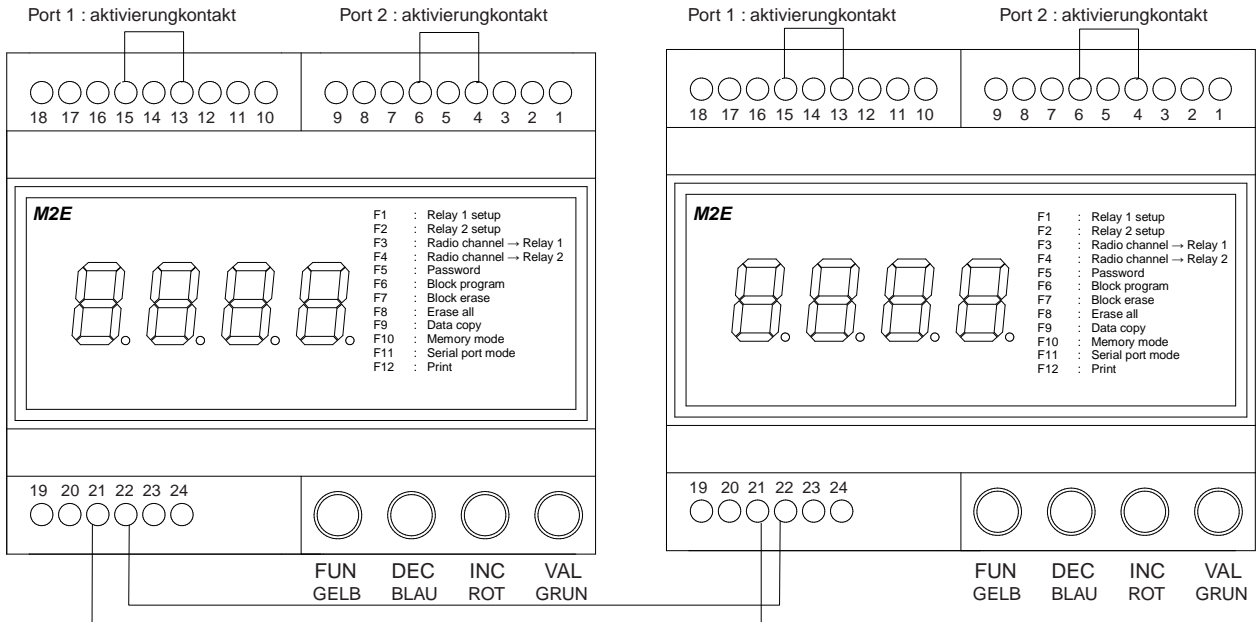 Port 1 : aktivierungkontakt
Port 2 : aktivierungkontakt
18 17 16 15 14 13 12 11 10
9 8 7 6 5 4 3 2 1
M2E
F1 : Relay 1 setup
F2 : Relay 2 setup
F3 : Radio channel → Relay 1
F4 : Radio channel → Relay 2
F5 : Password
F6 : Block program
F7 : Block erase
F8 : Erase all
F9 : Data copy
F10 : Memory mode
F11 : Serial port mode
F12 : Print
19 20 21 22 23 24
FUN DEC INC VAL
GELB BLAU ROT GRUN
Port 1 : aktivierungkontakt
Port 2 : aktivierungkontakt
18 17 16 15 14 13 12 11 10
9 8 7 6 5 4 3 2 1
M2E
F1 : Relay 1 setup
F2 : Relay 2 setup
F3 : Radio channel → Relay 1
F4 : Radio channel → Relay 2
F5 : Password
F6 : Block program
F7 : Block erase
F8 : Erase all
F9 : Data copy
F10 : Memory mode
F11 : Serial port mode
F12 : Print
19 20 21 22 23 24
FUN DEC INC VAL
GELB BLAU ROT GRUN